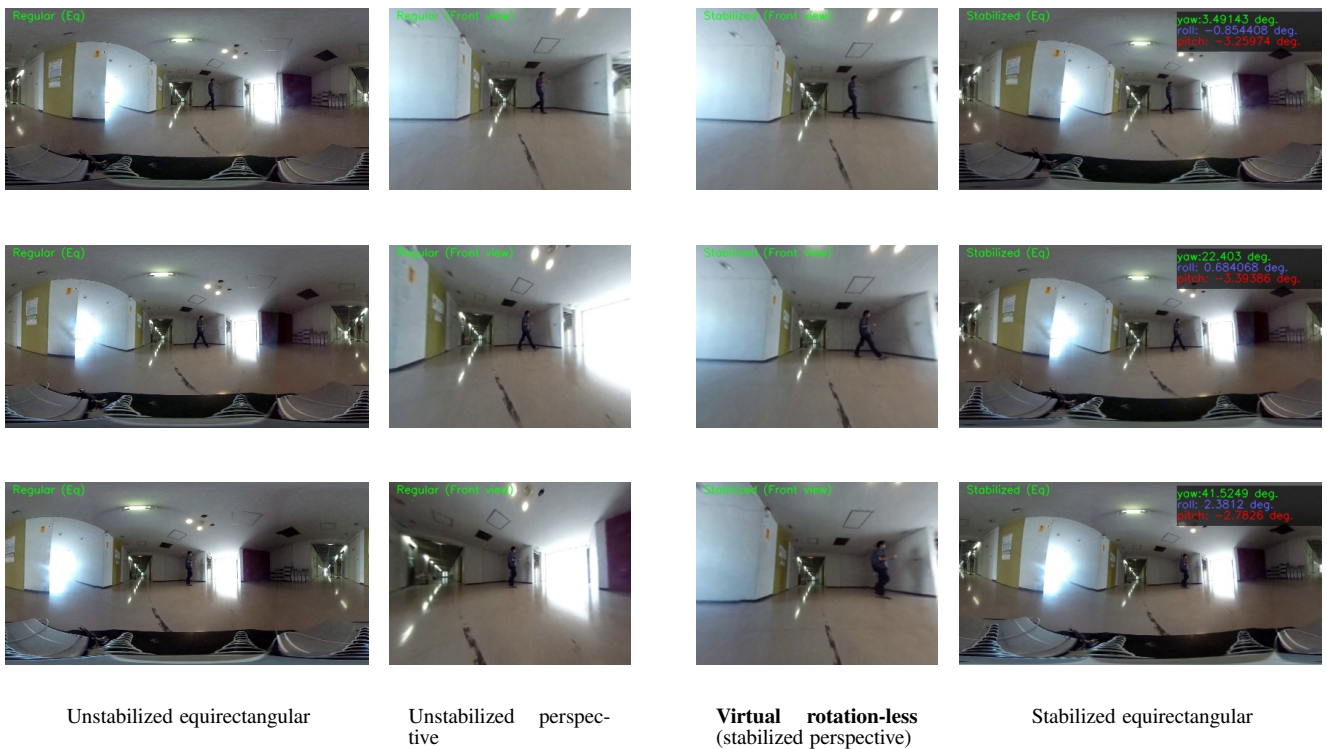 Regular (Eq)
Regular (Front view)
Stabilized (Front view)
Stabilized (Eq)
yaw:3.49143 deg.
roll: −0.854408 deg.
pitch: −3.25974 deg.
Regular (Eq)
Regular (Front view)
Stabilized (Front view)
Stabilized (Eq)
yaw:22.403 deg.
roll: 0.684068 deg.
pitch: −3.39386 deg.
Regular (Eq)
Regular (Front view)
Stabilized (Front view)
Stabilized (Eq)
yaw:41.5249 deg.
roll: 2.3812 deg.
pitch: −2.7826 deg.
Unstabilized equirectangular
Unstabilized perspec-
tive
Virtual rotation-less
(stabilized perspective)
Stabilized equirectangular